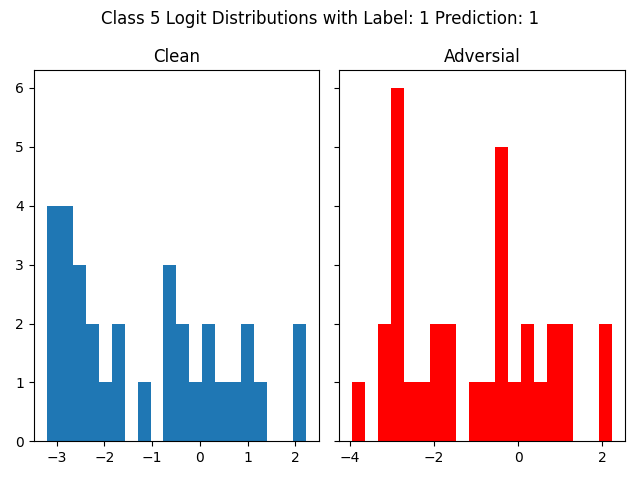 Class 5 Logit Distributions with Label: 1 Prediction: 1
Clean
Adversial
6
5
4
3
2
1
0
−3 −2 −1 0 1 2
−4 −2 0 2